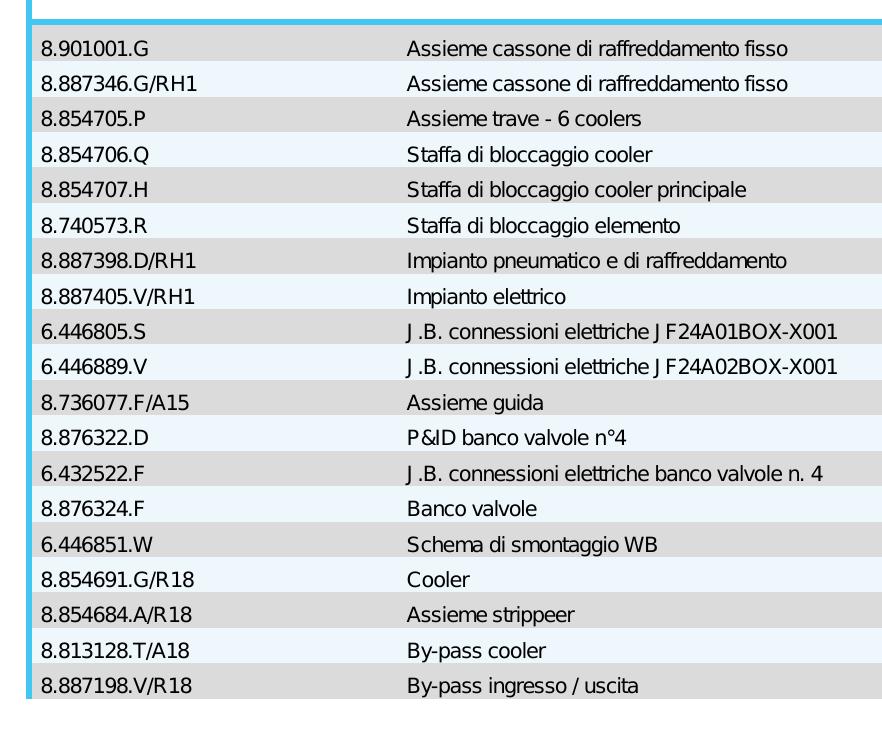 8.901001.G Assieme cassone di raffreddamento fisso
8.887346.G/RH1 Assieme cassone di raffreddamento fisso
8.854705.P Assieme trave - 6 coolers
8.854706.Q Staffa di bloccaggio cooler
8.854707.H Staffa di bloccaggio cooler principale
8.740573.R Staffa di bloccaggio elemento
8.887398.D/RH1 Impianto pneumatico e di raffreddamento
8.887405.V/RH1 Impianto elettrico
6.446805.S J.B. connessioni elettriche JF24A01BOX-X001
6.446889.V J.B. connessioni elettriche JF24A02BOX-X001
8.736077.F/A15 Assieme guida
8.876322.D P&ID banco valvole n°4
6.432522.F J.B. connessioni elettriche banco valvole n. 4
8.876324.F Banco valvole
6.446851.W Schema di smontaggio WB
8.854691.G/R18 Cooler
8.854684.A/R18 Assieme strippeer
8.813128.T/A18 By-pass cooler
8.887198.V/R18 By-pass ingresso / uscita